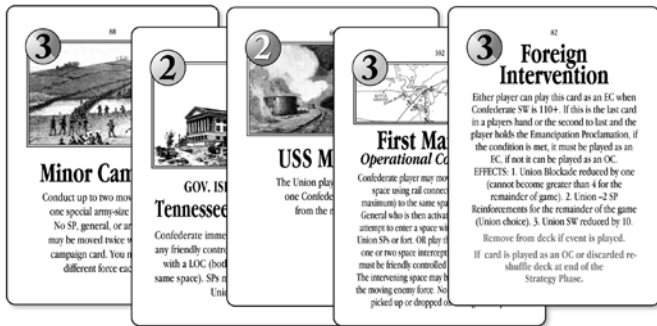 88
3
Minor Cam
Conduct up to two mov
one special army-size
No SP, general, or ar
may be moved twice w
campaign card. You m
different force eac
2
GOV. ISI
Tennessee
Confederate imme
any friendly contro
with a LOC (bot
same space). SPs m
Uni
6
2
USS M
The Union play
one Confede
from the n
102
3
First Ma
Operational Co
Confederate player may mov
space using rail connec
maximum) to the same spa
General who is then activat
attempt to enter a space wi
Union SPs or fort. OR play th
one or two space intercept
must be friendly controlled
The intervening space may b
the moving enemy force. No
picked up or dropped o
82
3
Foreign
Intervention
Either player can play this card as an EC when
Confederate SW is 110+. If this is the last card
in a players hand or the second to last and the
player holds the Emancipation Proclamation, if
the condition is met, it must be played as an
EC, if not it can be played as an OC.
EFFECTS: 1. Union Blockade reduced by one
(cannot become greater than 4 for the
remainder of game). 2. Union –2 SP
Reinforcements for the remainder of the
game (Union choice). 3. Union SW reduced by 10.
Remove from deck if event is played.
If card is played as an OC or discarded re-
shuffle deck at end of the
Strategy Phase.